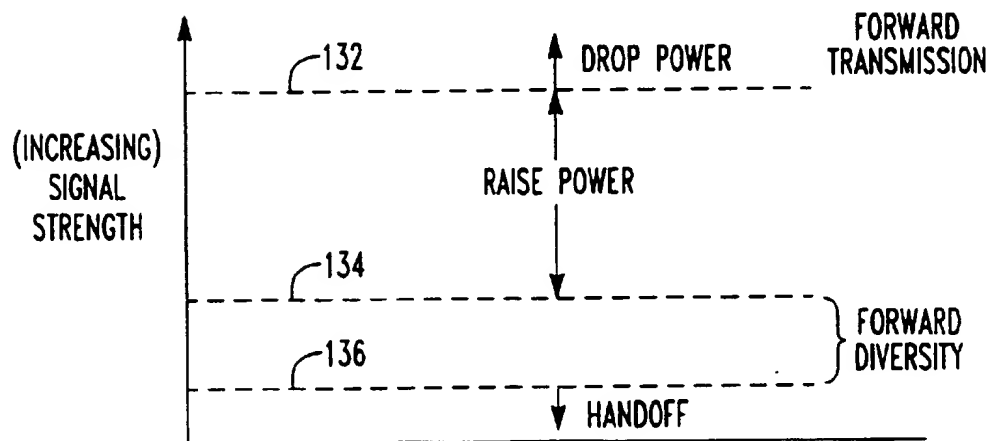 FORWARD
TRANSMISSION
132
DROP POWER
(INCREASING)
SIGNAL
STRENGTH
RAISE POWER
134
FORWARD
DIVERSITY
136
HANDOFF